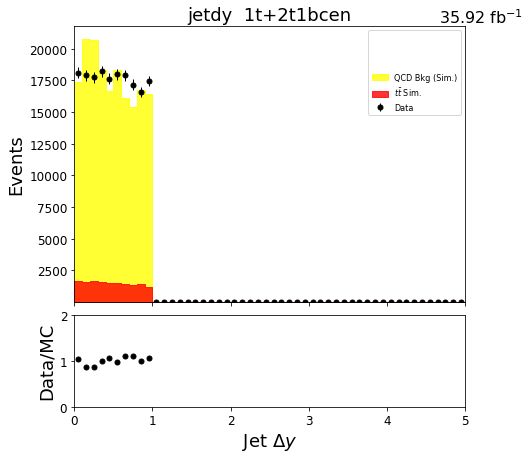 jetdy 1t+2t1bcen
35.92 fb⁻¹
QCD Bkg (Sim.)
tt̄ Sim.
Data
Events
20000
17500
15000
12500
10000
7500
5000
2500
Data/MC
2
1
0
0 1 2 3 4 5
Jet Δy